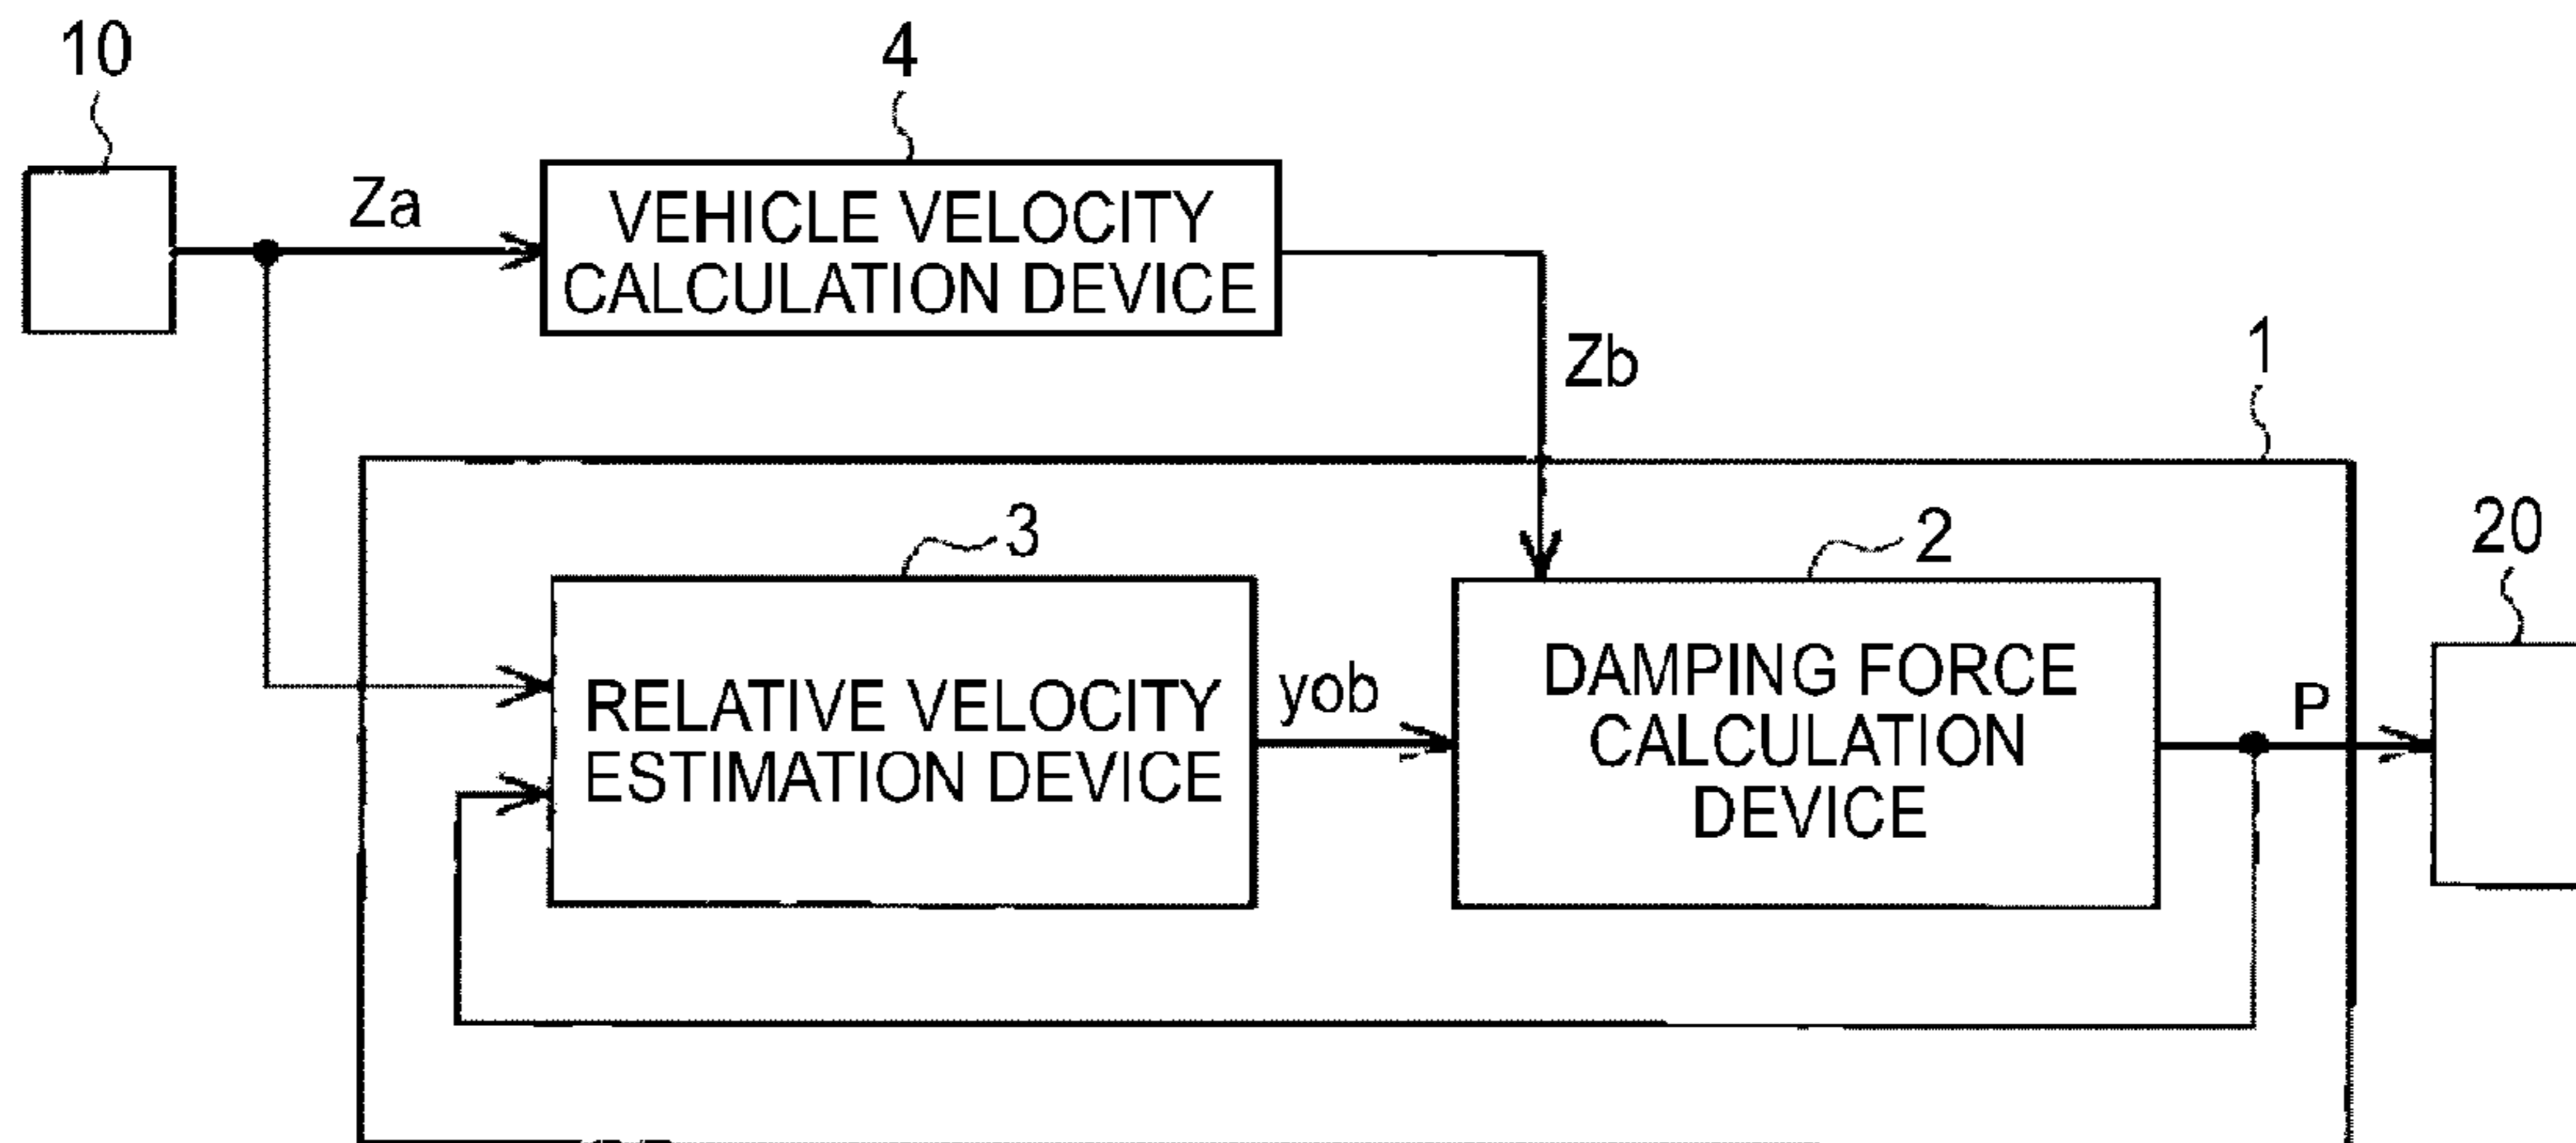 10
4
Za
VEHICLE VELOCITY
CALCULATION DEVICE
Zb
1
3
2
20
RELATIVE VELOCITY
ESTIMATION DEVICE
yob
DAMPING FORCE
CALCULATION
DEVICE
P